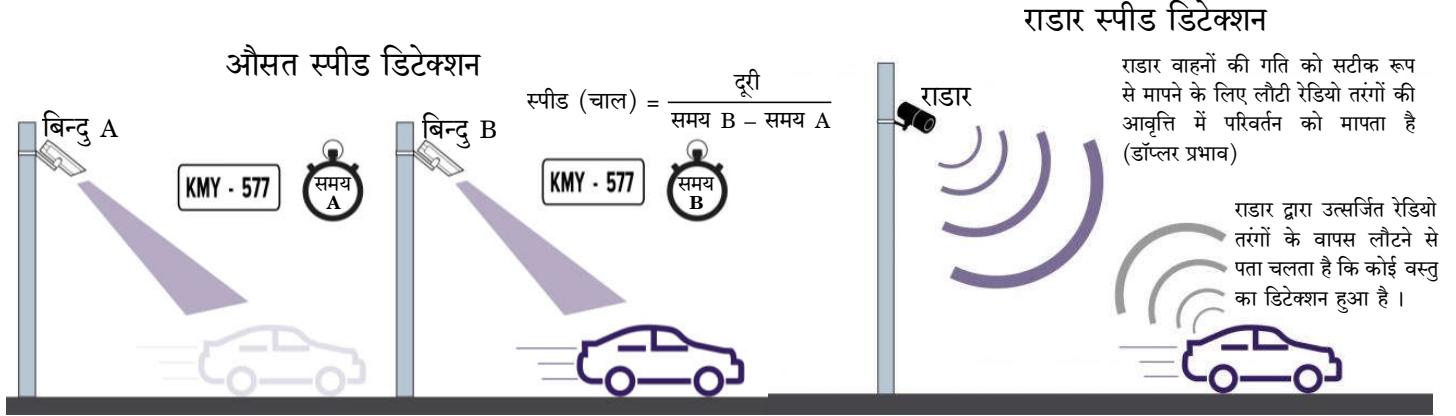 औसत स्पीड डिटेक्शन
स्पीड (चाल) = दूरी / समय B – समय A
बिन्दु A
KMY - 577
समय
A
बिन्दु B
KMY - 577
समय
B
राडार स्पीड डिटेक्शन
राडार
राडार वाहनों की गति को सटीक रूप
से मापने के लिए लौटी रेडियो तरंगों की
आवृत्ति में परिवर्तन को मापता है
(डॉप्लर प्रभाव)
राडार द्वारा उत्सर्जित रेडियो
तरंगों के वापस लौटने से
पता चलता है कि कोई वस्तु
का डिटेक्शन हुआ है ।